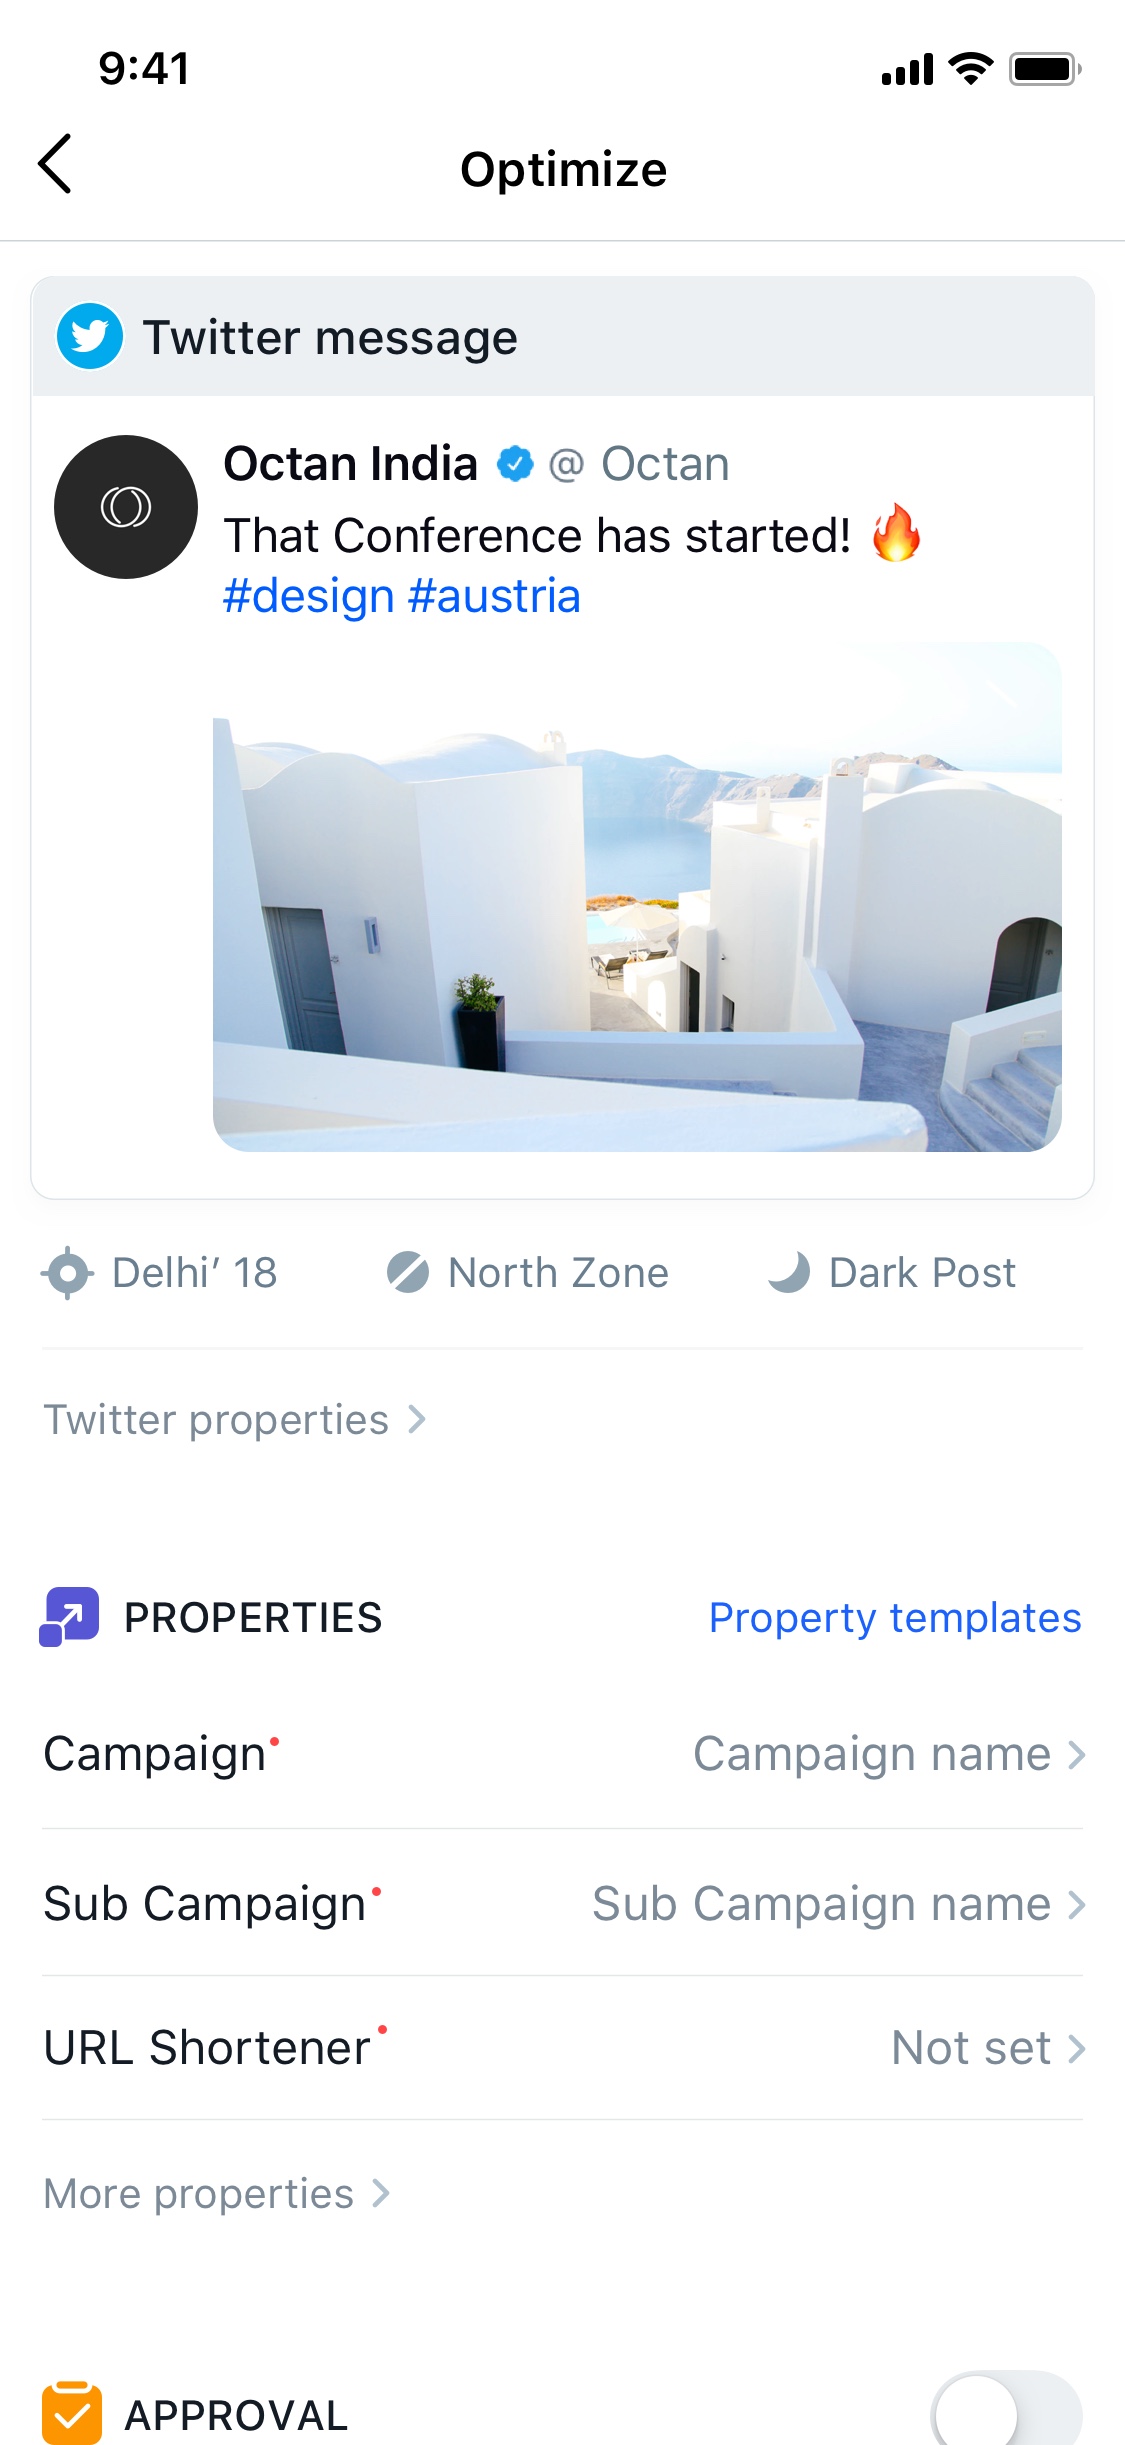 9:41
Optimize
Twitter message
Octan India @ Octan
That Conference has started! 🔥
#design #austria
Delhi’ 18 North Zone Dark Post
Twitter properties
PROPERTIES Property templates
Campaign Campaign name
Sub Campaign Sub Campaign name
URL Shortener Not set
More properties
APPROVAL